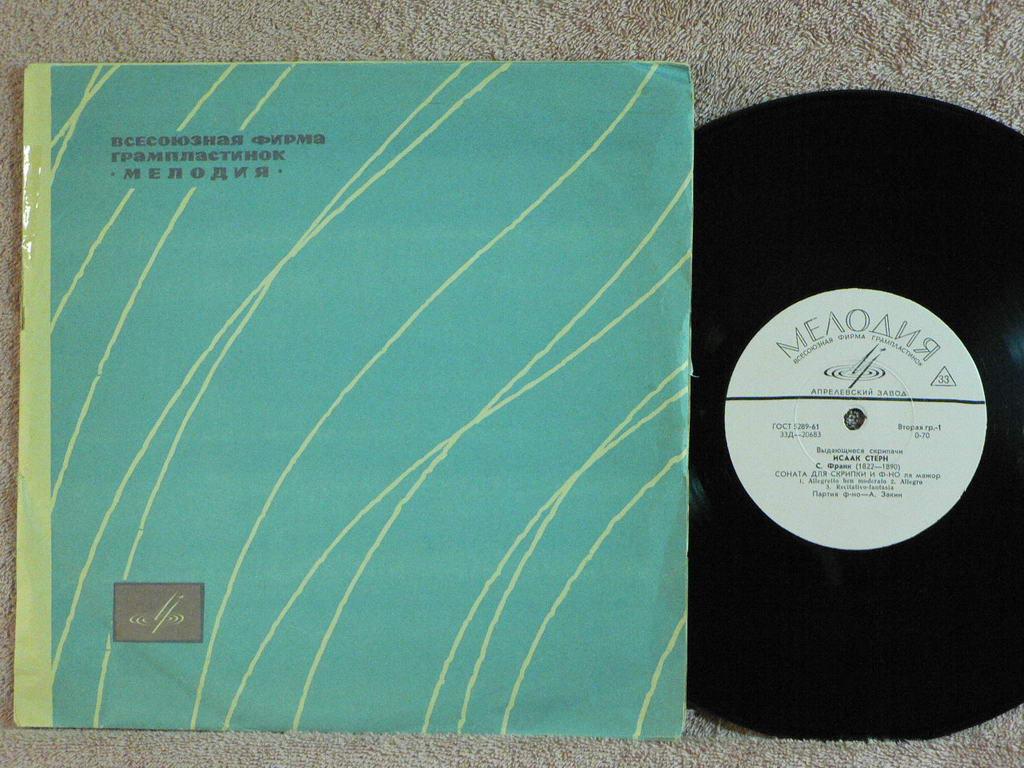 ВСЕСОЮЗНАЯ ФИРМА
ГРАМПЛАСТИНОК
·МЕЛОДИЯ·
МЕЛОДИЯ
ВСЕСОЮЗНАЯ ФИРМА ГРАМПЛАСТИНОК
33
АПРЕЛЕВСКИЙ ЗАВОД
ГОСТ 5289-61
33Д—20683
Вторая гр.-1
0-70
Выдающиеся скрипачи
ИСААК СТЕРН
С. Франк (1822—1890)
СОНАТА ДЛЯ СКРИПКИ И Ф-НО ля мажор
1. Allegretto ben moderato 2. Allegro
3. Recitativo-fantasia
Партия ф-но—А. Закин